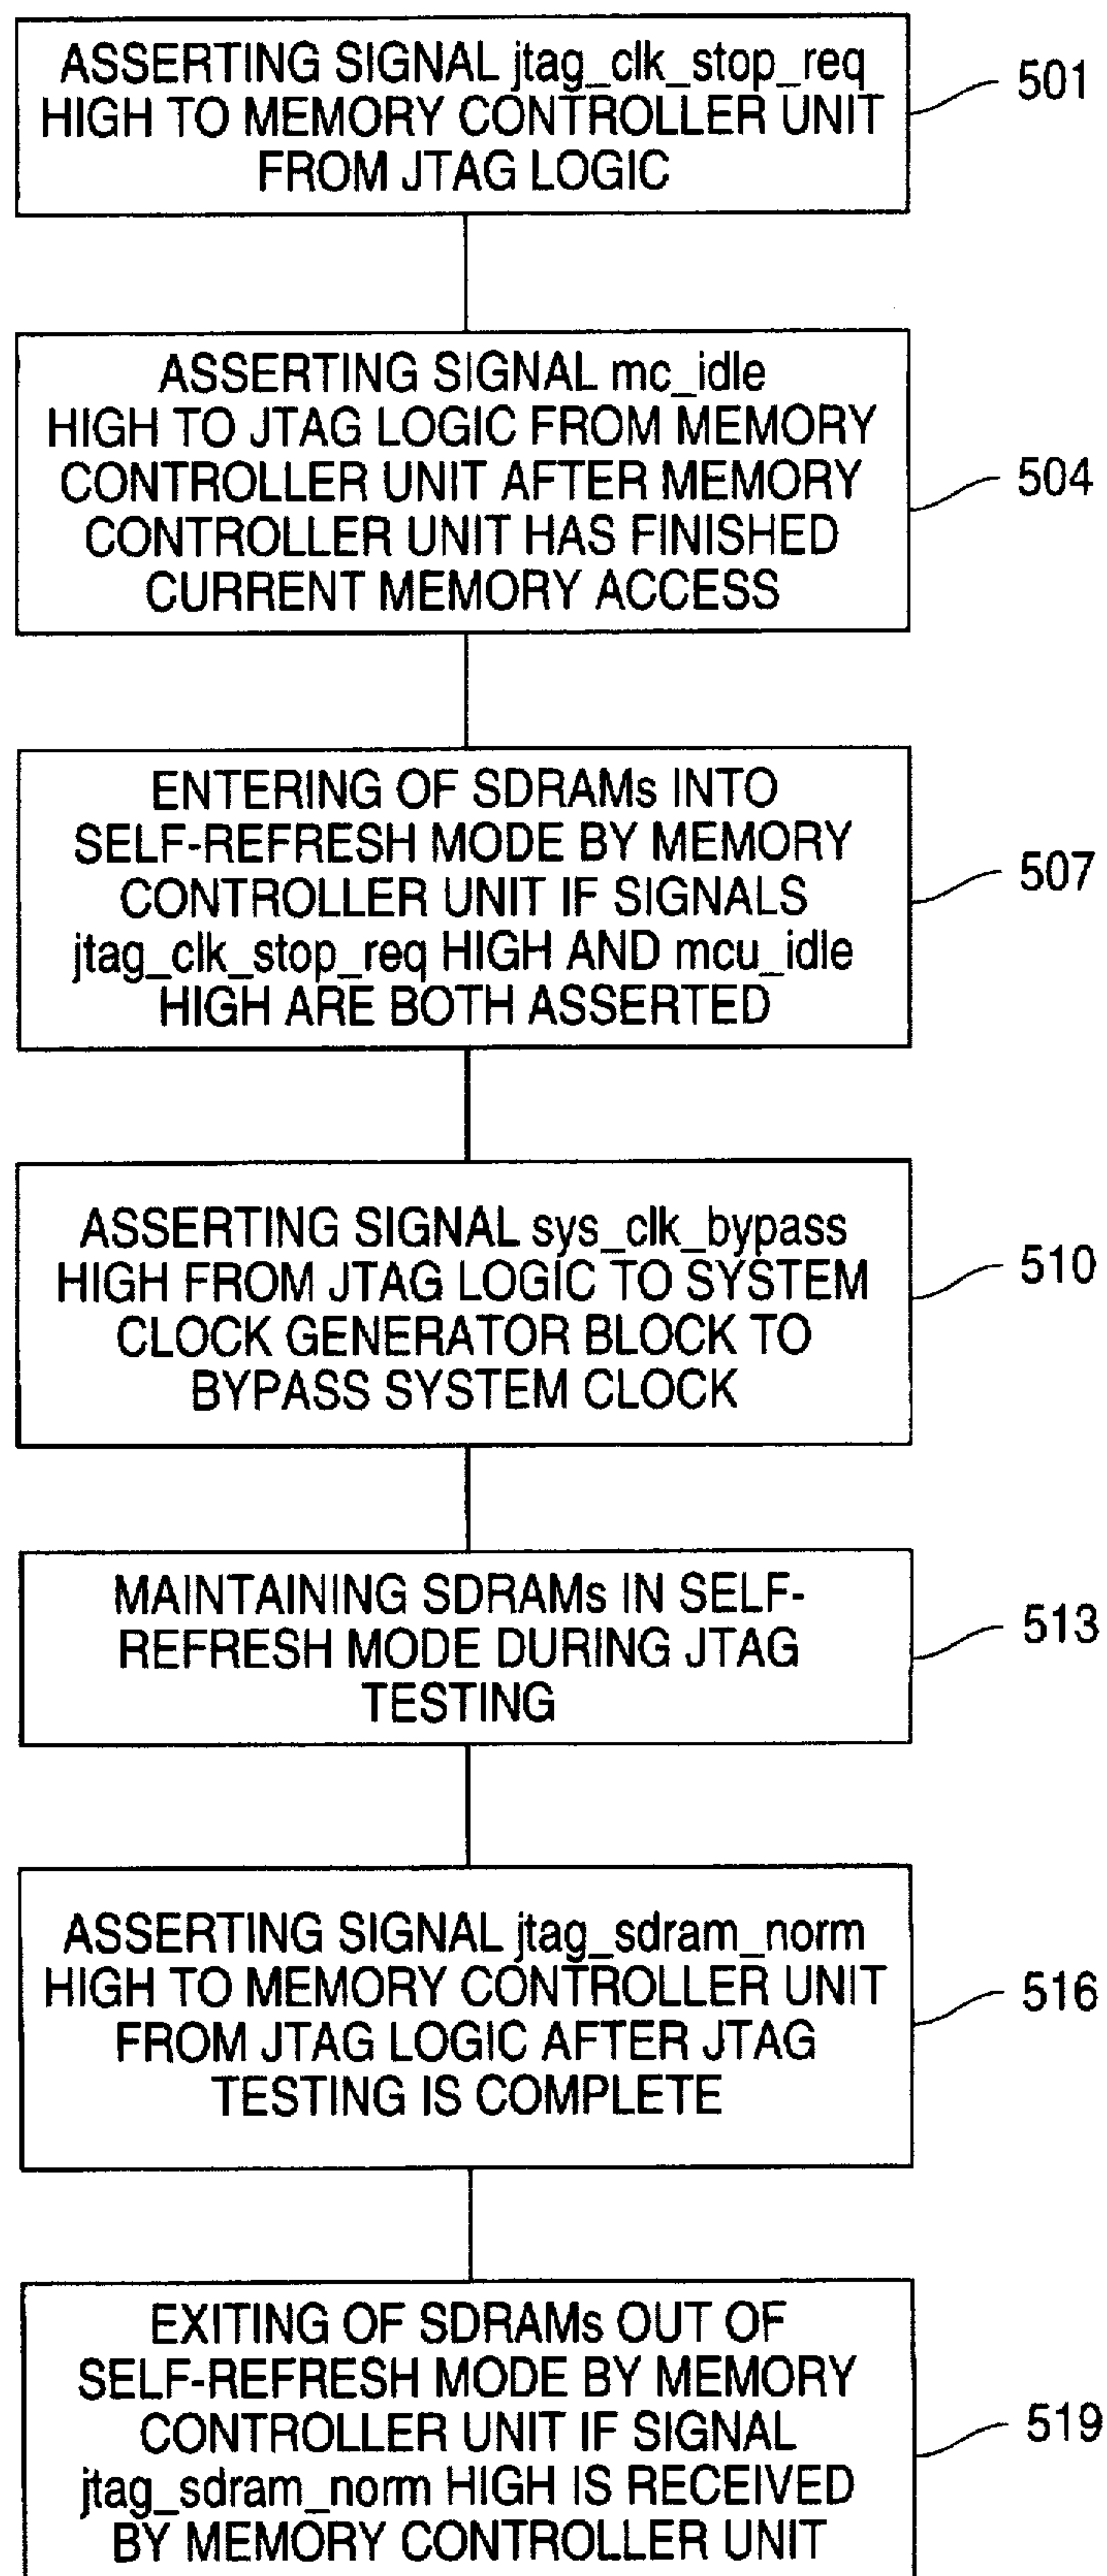 ASSERTING SIGNAL jtag_clk_stop_req
HIGH TO MEMORY CONTROLLER UNIT
FROM JTAG LOGIC
501
ASSERTING SIGNAL mc_idle
HIGH TO JTAG LOGIC FROM MEMORY
CONTROLLER UNIT AFTER MEMORY
CONTROLLER UNIT HAS FINISHED
CURRENT MEMORY ACCESS
504
ENTERING OF SDRAMs INTO
SELF-REFRESH MODE BY MEMORY
CONTROLLER UNIT IF SIGNALS
jtag_clk_stop_req HIGH AND mcu_idle
HIGH ARE BOTH ASSERTED
507
ASSERTING SIGNAL sys_clk_bypass
HIGH FROM JTAG LOGIC TO SYSTEM
CLOCK GENERATOR BLOCK TO
BYPASS SYSTEM CLOCK
510
MAINTAINING SDRAMs IN SELF-
REFRESH MODE DURING JTAG
TESTING
513
ASSERTING SIGNAL jtag_sdram_norm
HIGH TO MEMORY CONTROLLER UNIT
FROM JTAG LOGIC AFTER JTAG
TESTING IS COMPLETE
516
EXITING OF SDRAMs OUT OF
SELF-REFRESH MODE BY MEMORY
CONTROLLER UNIT IF SIGNAL
jtag_sdram_norm HIGH IS RECEIVED
BY MEMORY CONTROLLER UNIT
519